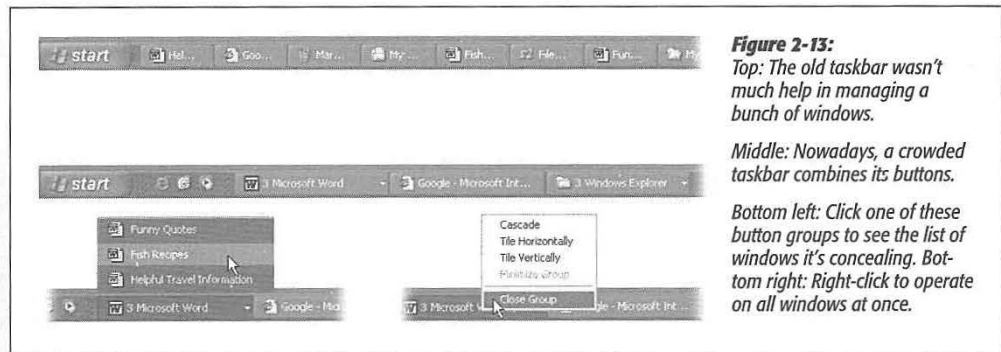 start Hel... Goo... Mar... My... Fish... File... Fun... My
Figure 2-13:
Top: The old taskbar wasn't
much help in managing a
bunch of windows.
start 3 Microsoft Word Google - Microsoft Int... 3 Windows Explorer
Middle: Nowadays, a crowded
taskbar combines its buttons.
Funny Quotes
Fish Recipes
Helpful Travel Information
3 Microsoft Word Google - Mic
Cascade
Tile Horizontally
Tile Vertically
Minimize Group
Close Group
3 Microsoft W gle - Microsoft Int...
Bottom left: Click one of these
button groups to see the list of
windows it's concealing. Bot-
tom right: Right-click to operate
on all windows at once.